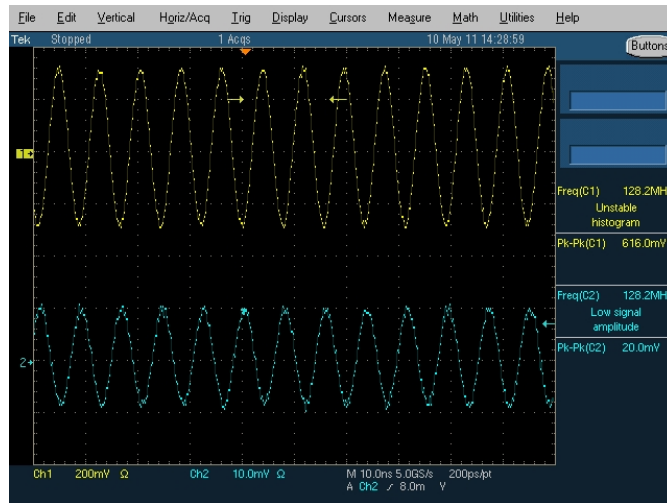 File Edit Vertical Horiz/Acq Trig Display Cursors Measure Math Utilities Help
Tek Stopped 1 Acqs 10 May 11 14:28:59
Buttons
1
Freq(C1) 128.2MH
Unstable
histogram
Pk-Pk(C1) 616.0mV
Freq(C2) 128.2MH
Low signal
amplitude
Pk-Pk(C2) 20.0mV
2
Ch1 200mV Ω Ch2 10.0mV Ω M 10.0ns 5.0GS/s 200ps/pt
A Ch2 ∕ 8.0m V